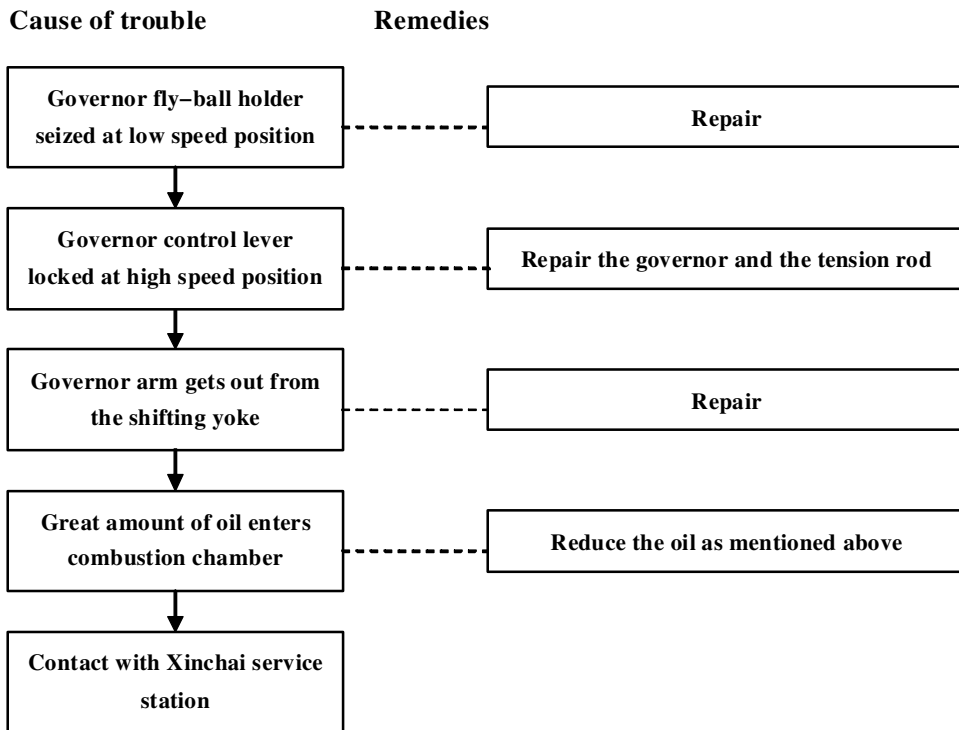 Cause of trouble
Remedies
Governor fly-ball holder
seized at low speed position
Repair
Governor control lever
locked at high speed position
Repair the governor and the tension rod
Governor arm gets out from
the shifting yoke
Repair
Great amount of oil enters
combustion chamber
Reduce the oil as mentioned above
Contact with Xinchai service
station